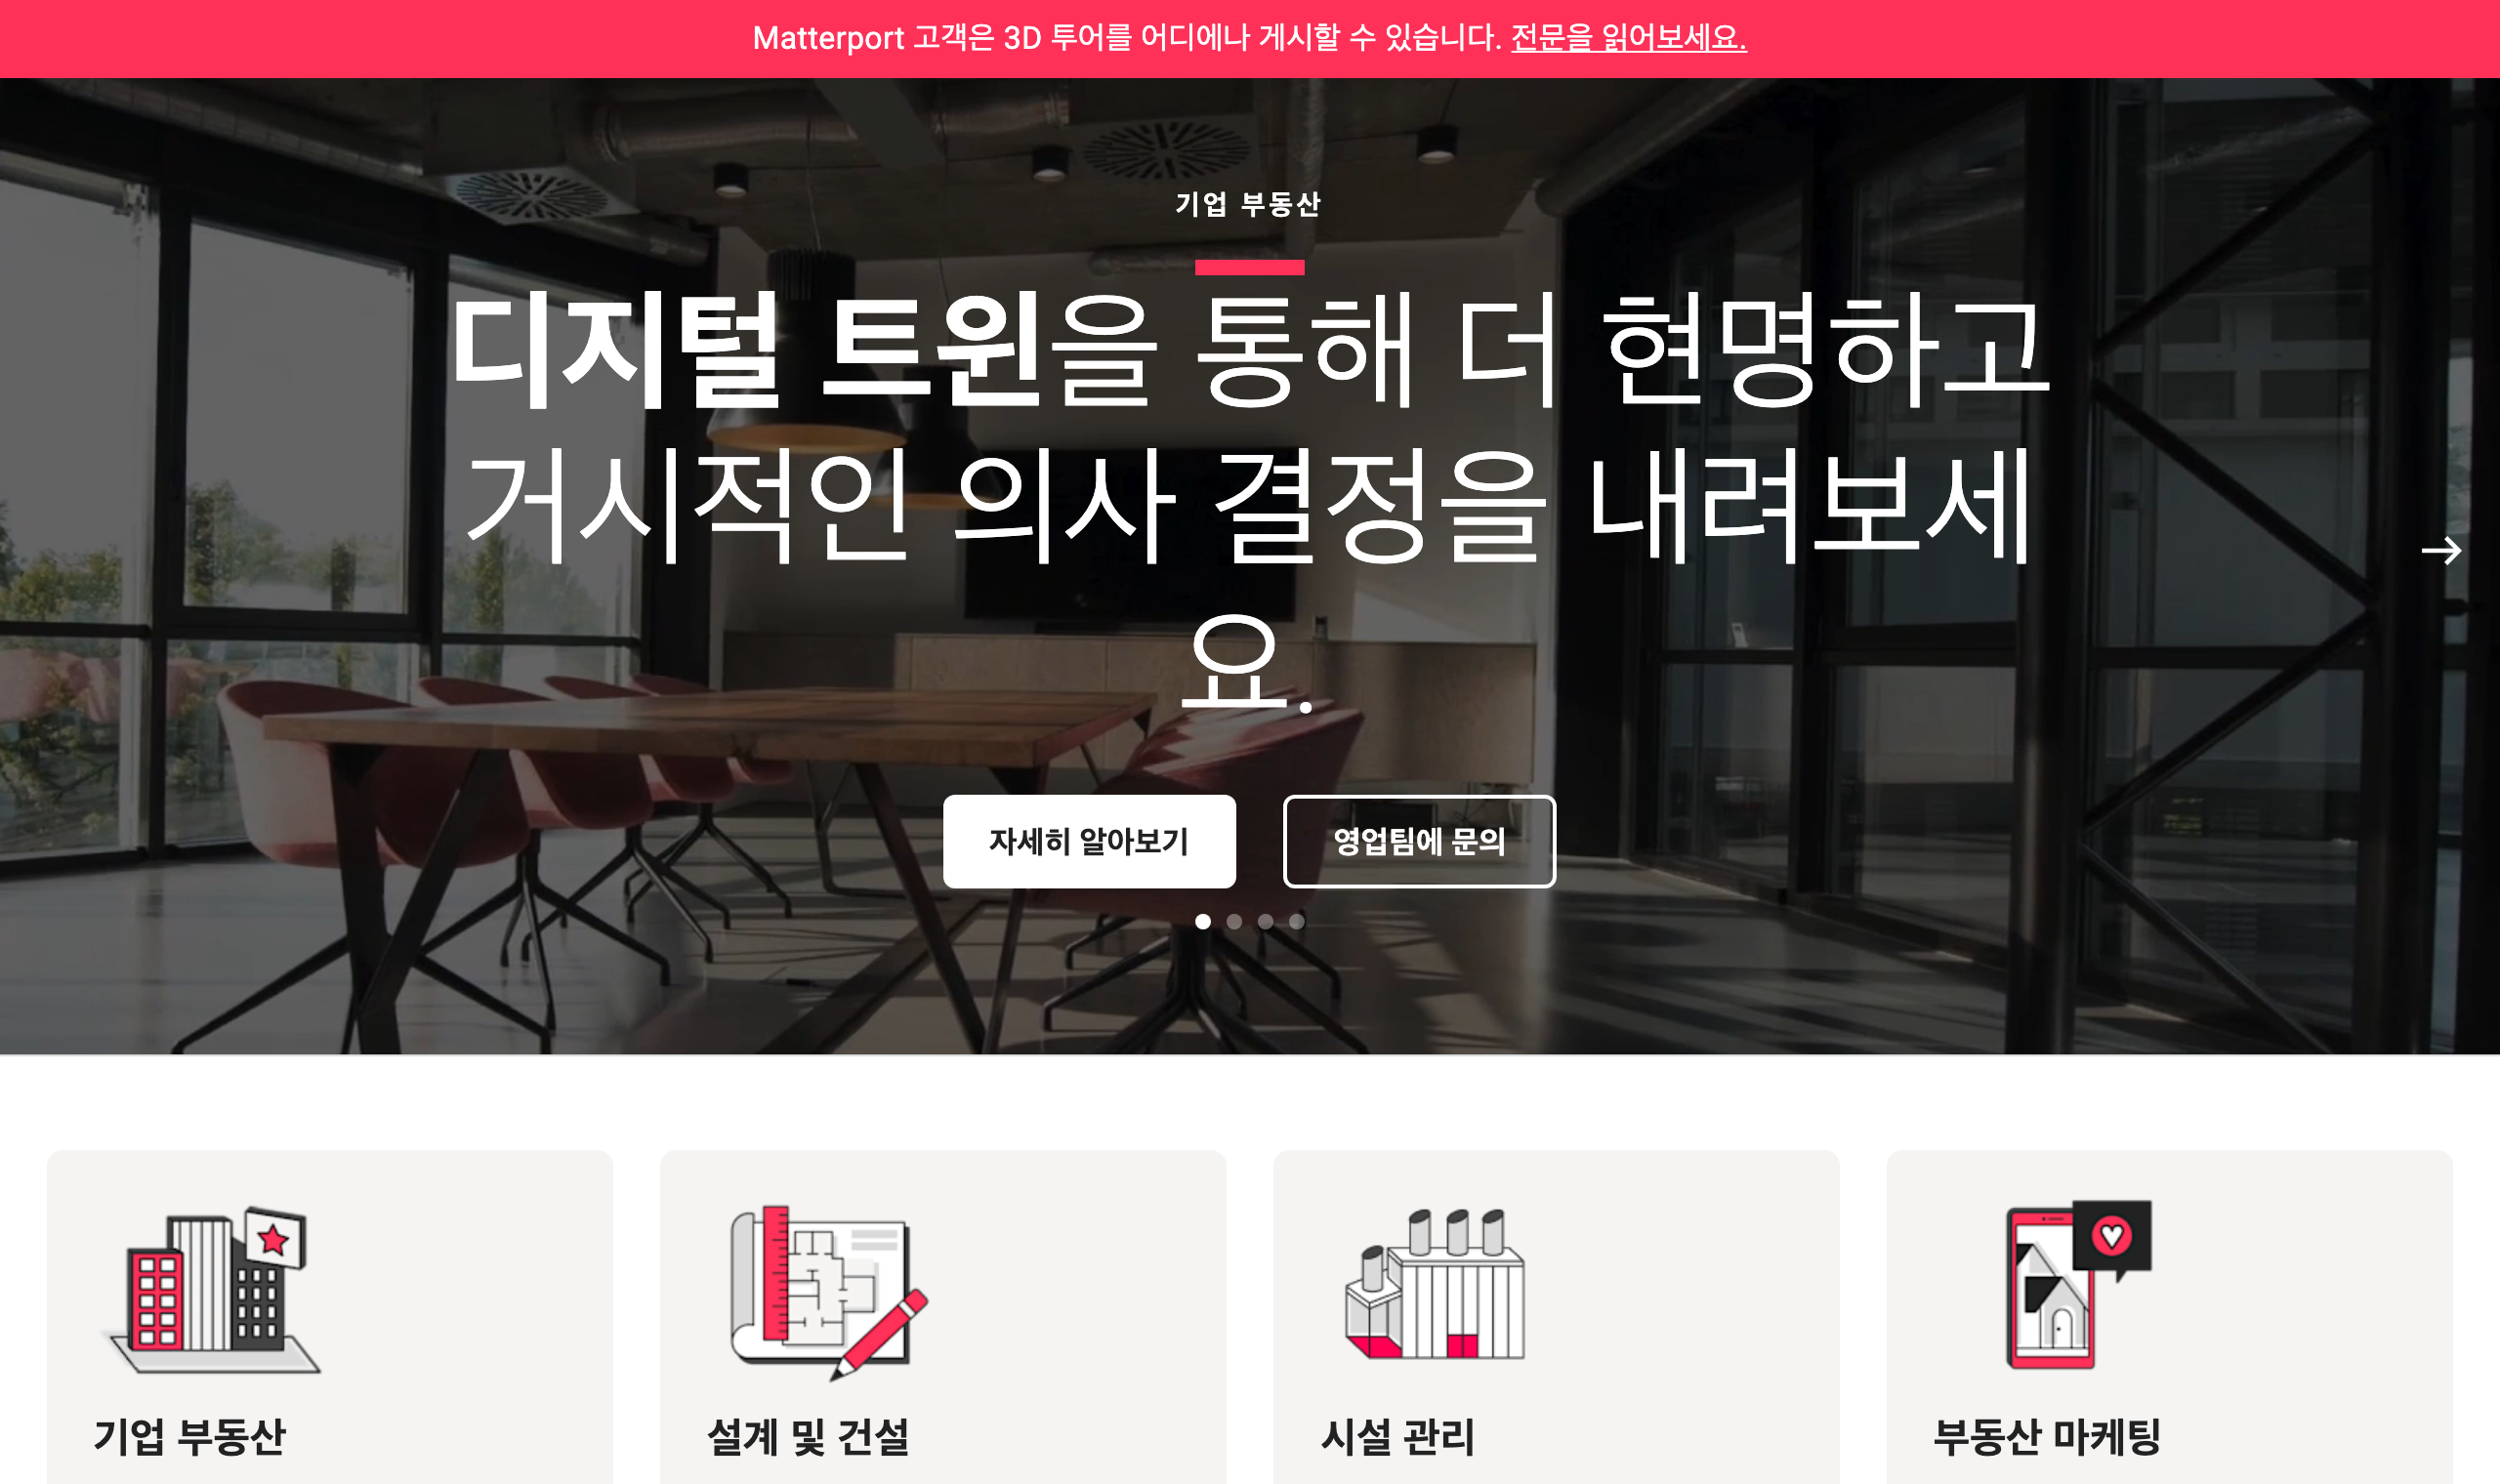 Matterport 고객은 3D 투어를 어디에나 게시할 수 있습니다. 전문을 읽어보세요.
기업 부동산
디지털 트윈을 통해 더 현명하고
거시적인 의사 결정을 내려보세
요.
자세히 알아보기
영업팀에 문의
기업 부동산
설계 및 건설
시설 관리
부동산 마케팅